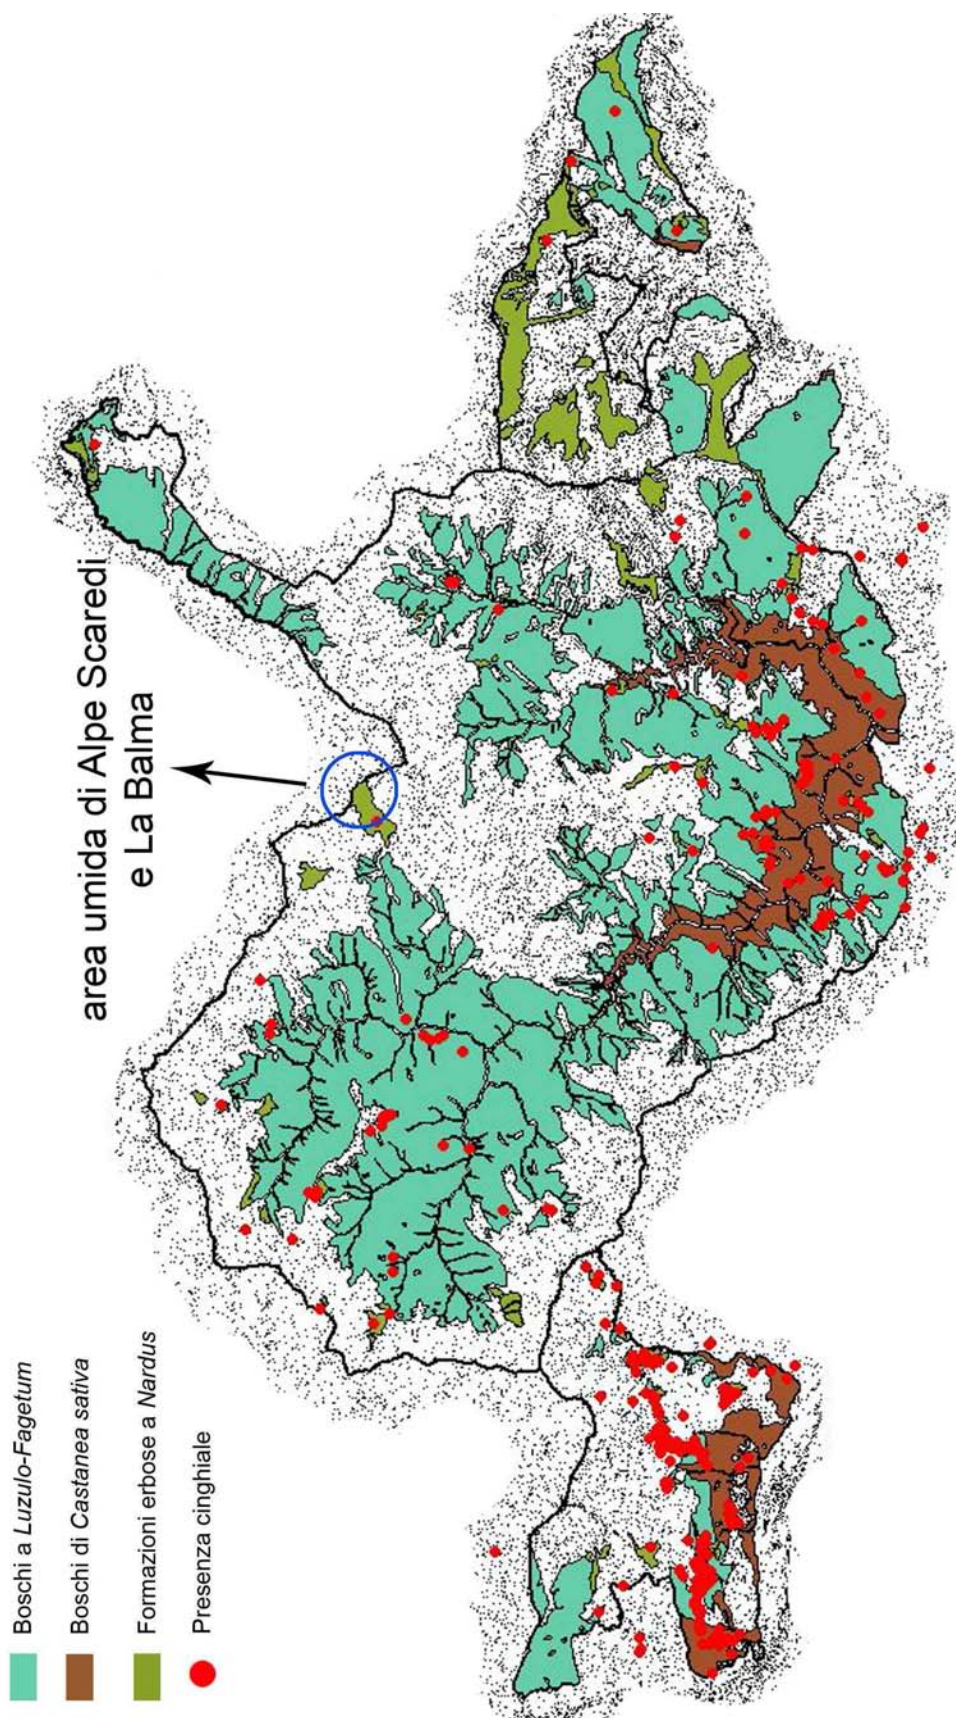 area umida di Alpe Scaredi
e La Balma
Boschi a Luzulo-Fagetum
Boschi di Castanea sativa
Formazioni erbose a Nardus
Presenza cinghiale